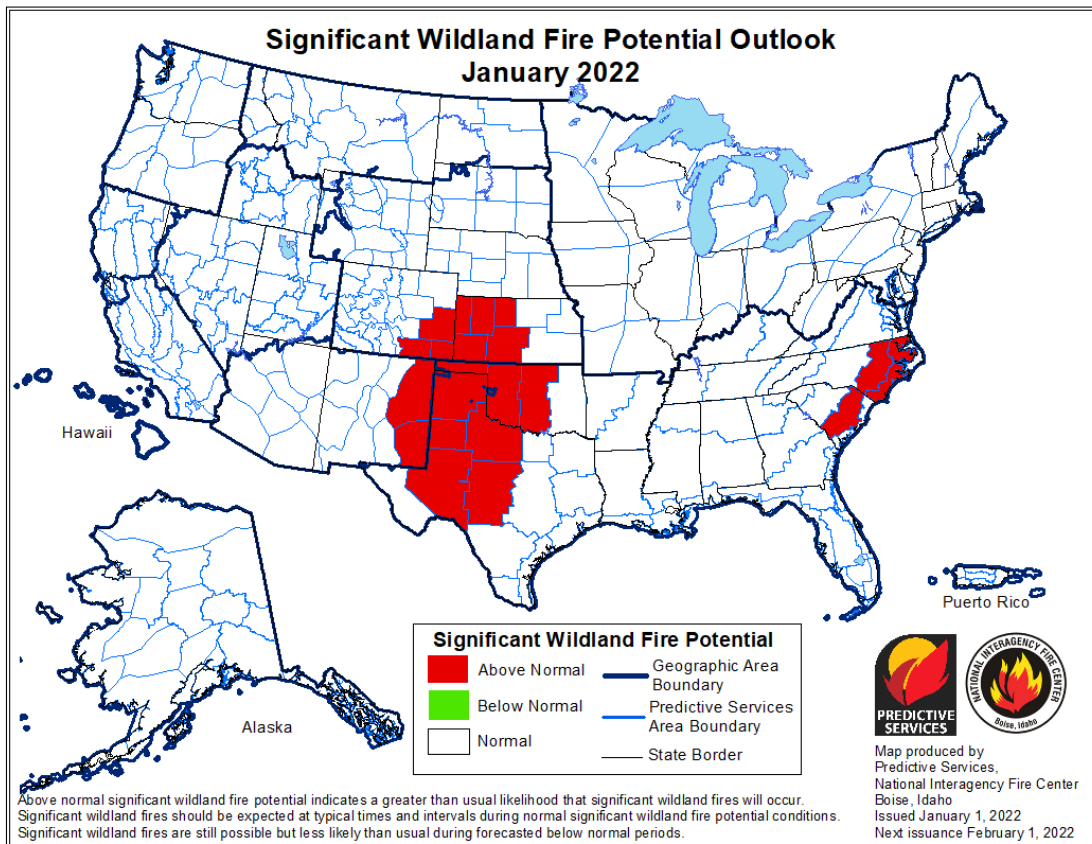 Significant Wildland Fire Potential Outlook
January 2022
Hawaii
Alaska
Puerto Rico
Significant Wildland Fire Potential
Above Normal
Below Normal
Normal
Geographic Area
Boundary
Predictive Services
Area Boundary
State Border
PREDICTIVE
SERVICES
NATIONAL INTERAGENCY FIRE CENTER
Boise, Idaho
Map produced by
Predictive Services,
National Interagency Fire Center
Boise, Idaho
Issued January 1, 2022
Next issuance February 1, 2022
Above normal significant wildland fire potential indicates a greater than usual likelihood that significant wildland fires will occur.
Significant wildland fires should be expected at typical times and intervals during normal significant wildland fire potential conditions.
Significant wildland fires are still possible but less likely than usual during forecasted below normal periods.